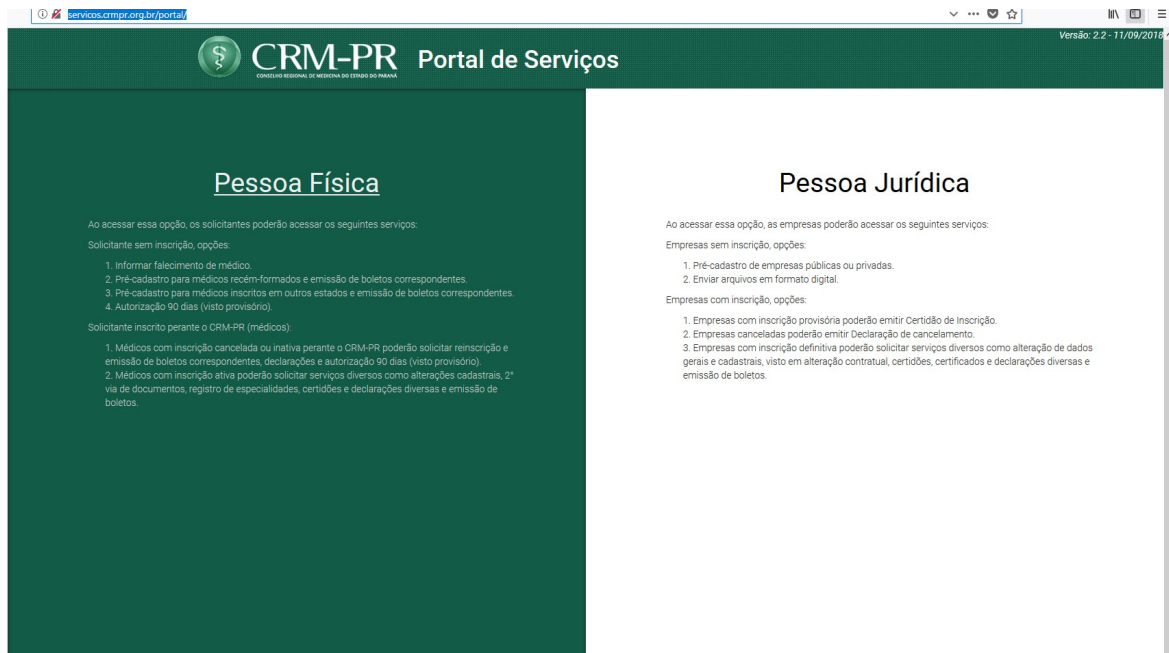 servicos.crmpr.org.br/portal/
Versão: 2.2 - 11/09/2018
CRM-PR Portal de Serviços
CONSELHO REGIONAL DE MEDICINA DO ESTADO DO PARANÁ
Pessoa Física
Ao acessar essa opção, os solicitantes poderão acessar os seguintes serviços:
Solicitante sem inscrição, opções:
1. Informar falecimento de médico.
2. Pré-cadastro para médicos recém-formados e emissão de boletos correspondentes.
3. Pré-cadastro para médicos inscritos em outros estados e emissão de boletos correspondentes.
4. Autorização 90 dias (visto provisório).
Solicitante inscrito perante o CRM-PR (médicos):
1. Médicos com inscrição cancelada ou inativa perante o CRM-PR poderão solicitar reinscrição e
emissão de boletos correspondentes, declarações e autorização 90 dias (visto provisório).
2. Médicos com inscrição ativa poderão solicitar serviços diversos como alterações cadastrais, 2°
via de documentos, registro de especialidades, certidões e declarações diversas e emissão de
boletos.
Pessoa Jurídica
Ao acessar essa opção, as empresas poderão acessar os seguintes serviços:
Empresas sem inscrição, opções:
1. Pré-cadastro de empresas públicas ou privadas.
2. Enviar arquivos em formato digital.
Empresas com inscrição, opções:
1. Empresas com inscrição provisória poderão emitir Certidão de Inscrição.
2. Empresas canceladas poderão emitir Declaração de cancelamento.
3. Empresas com inscrição definitiva poderão solicitar serviços diversos como alteração de dados
gerais e cadastrais, visto em alteração contratual, certidões, certificados e declarações diversas e
emissão de boletos.